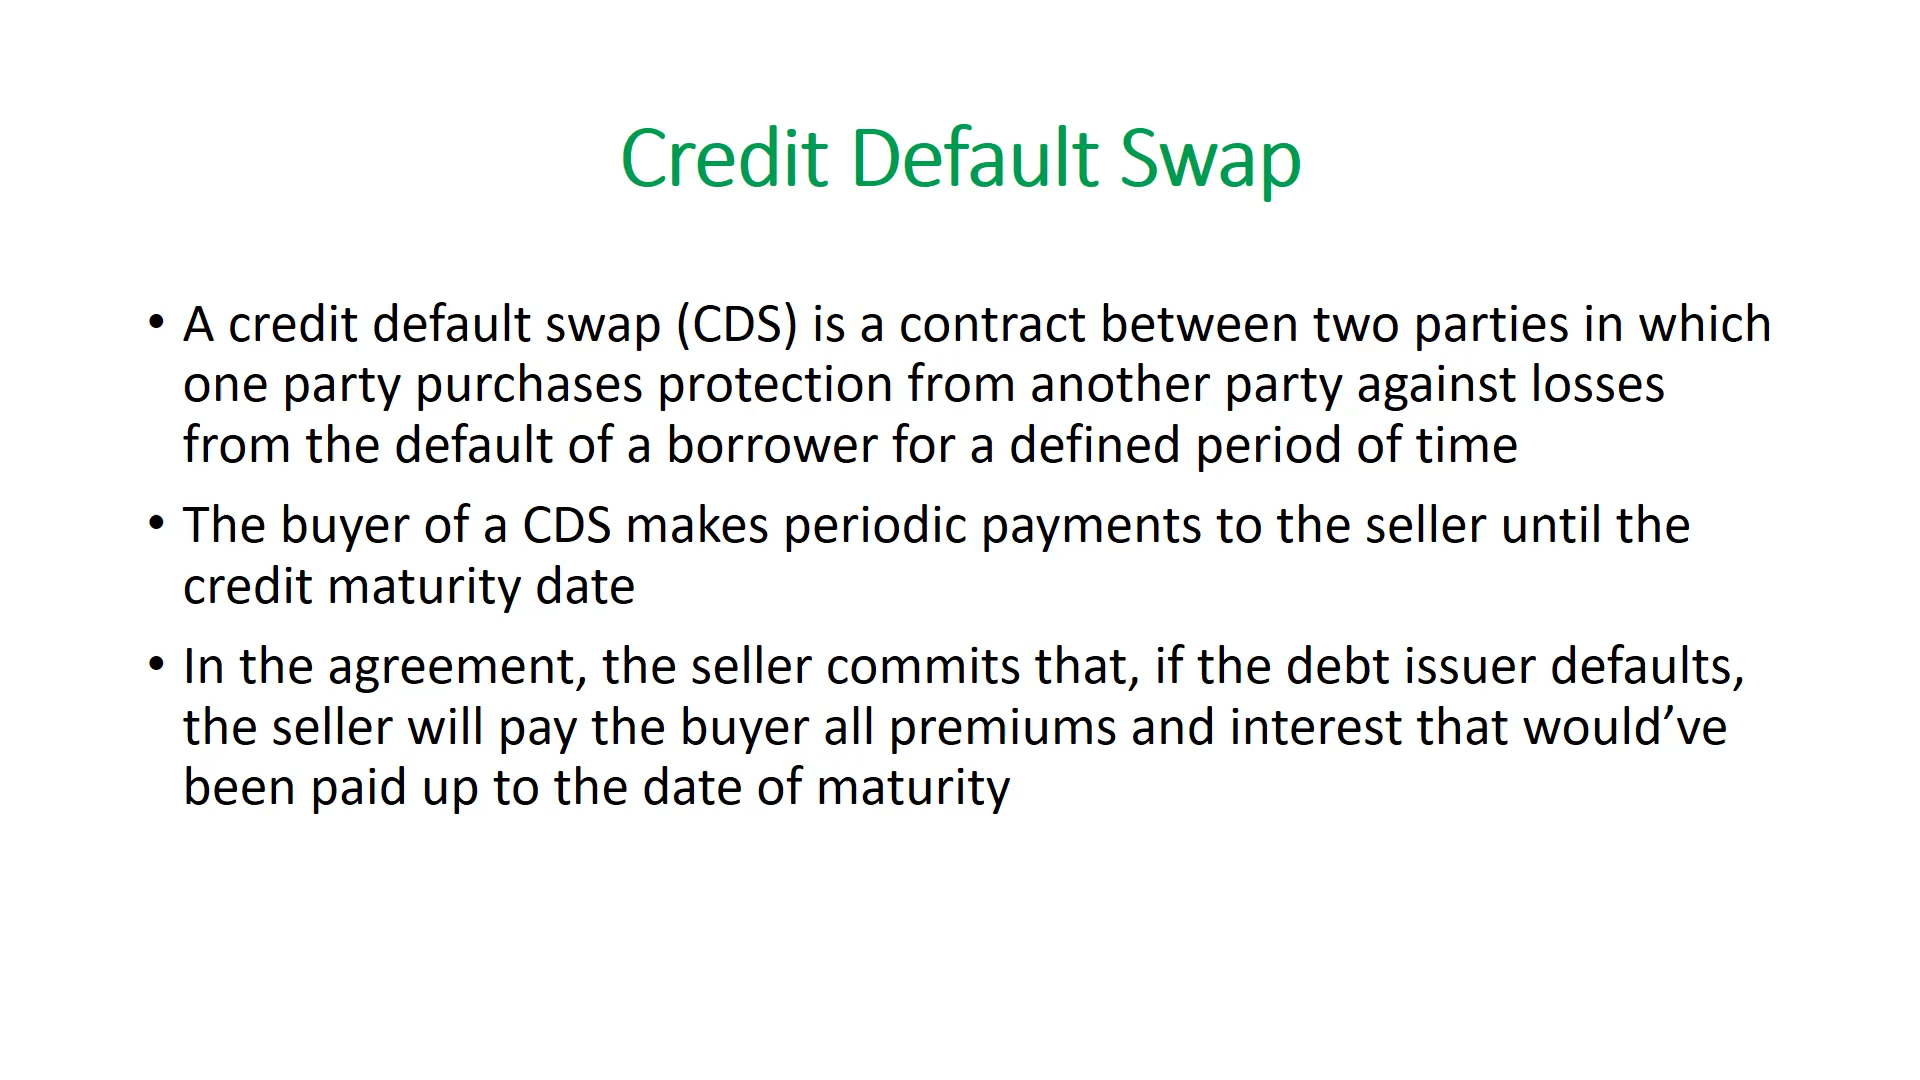 Credit Default Swap
• A credit default swap (CDS) is a contract between two parties in which
one party purchases protection from another party against losses
from the default of a borrower for a defined period of time
• The buyer of a CDS makes periodic payments to the seller until the
credit maturity date
• In the agreement, the seller commits that, if the debt issuer defaults,
the seller will pay the buyer all premiums and interest that would’ve
been paid up to the date of maturity